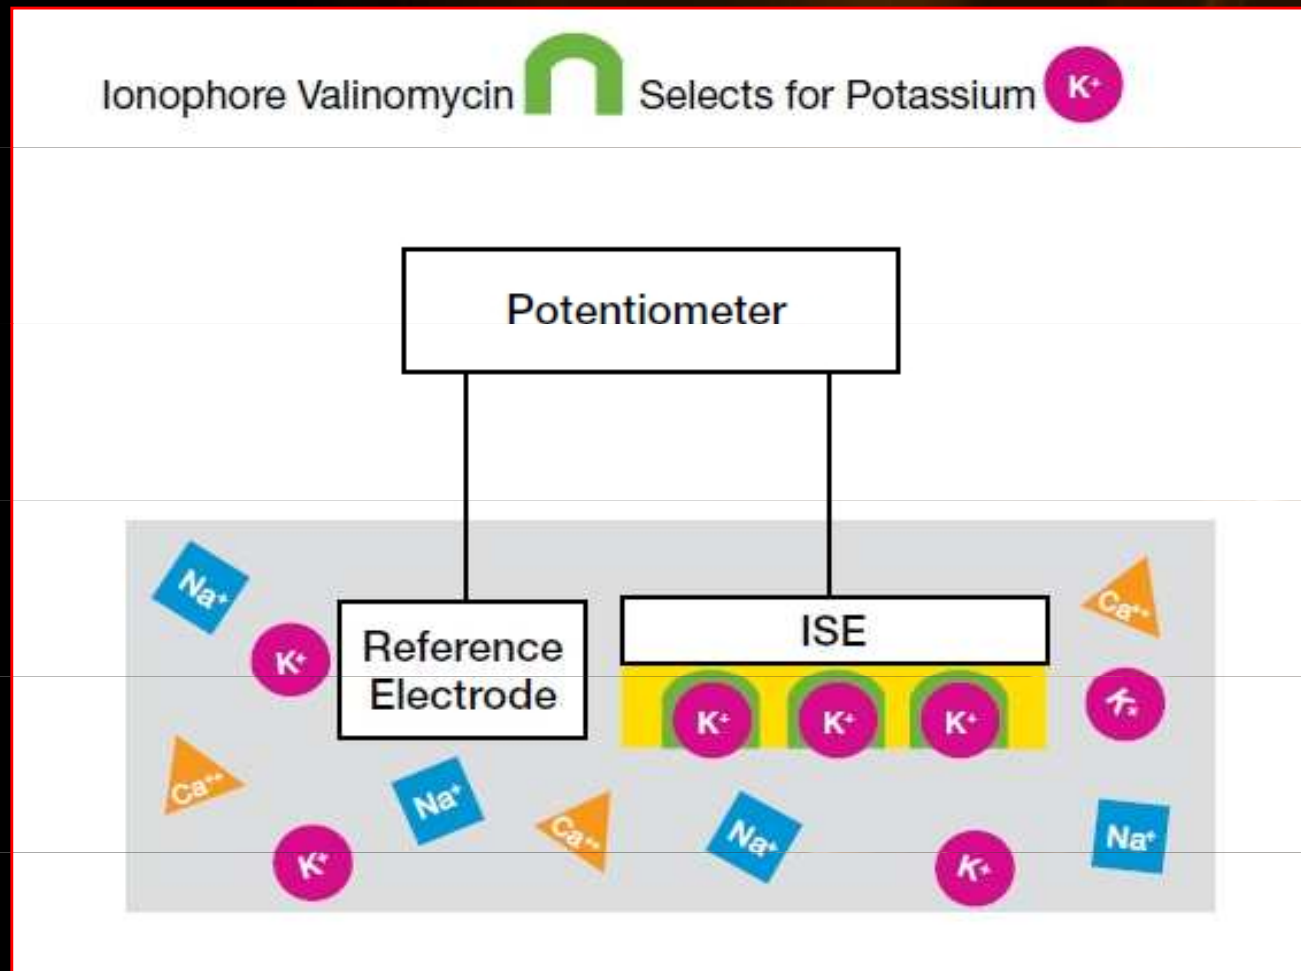 Ionophore Valinomycin Selects for Potassium K⁺
Potentiometer
Na⁺
Ca⁺⁺
K⁺
Reference
Electrode
ISE
K⁺ K⁺ K⁺
K⁺
Ca⁺⁺
Na⁺
Ca⁺⁺
Na⁺
Na⁺
K⁺
K⁺